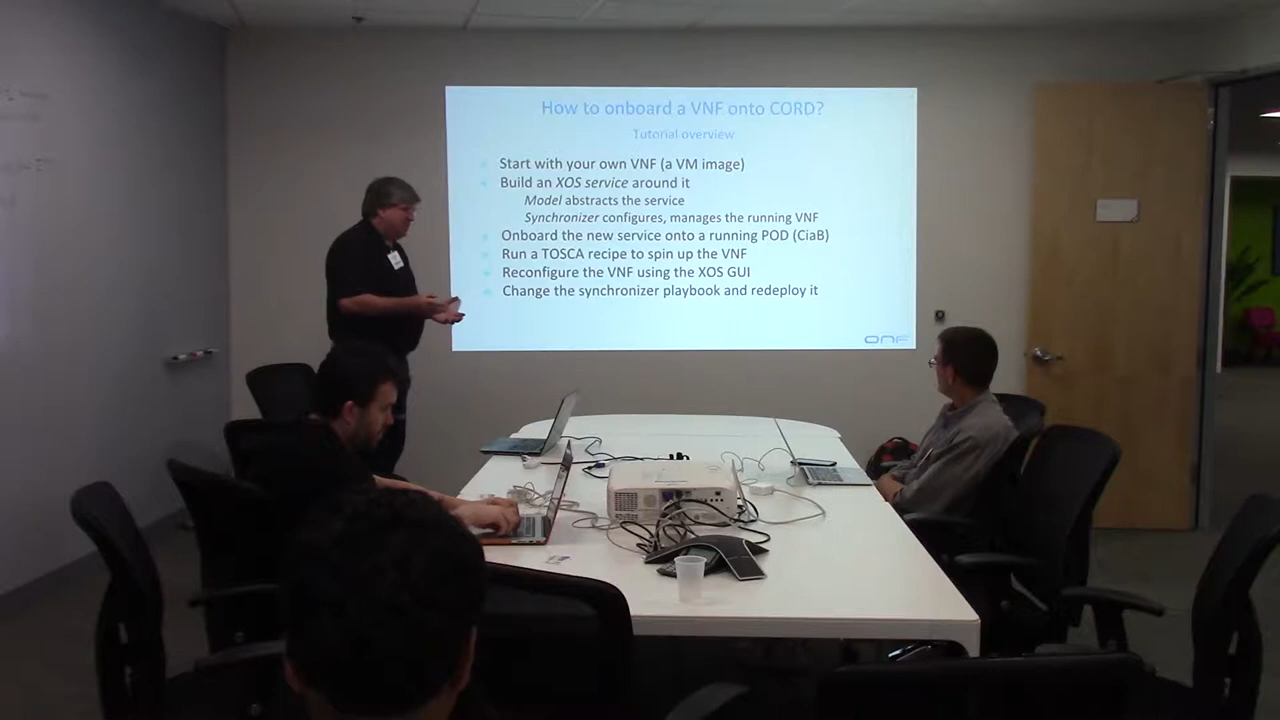 How to onboard a VNF onto CORD?
Tutorial overview
Start with your own VNF (a VM image)
Build an XOS service around it
Model abstracts the service
Synchronizer configures, manages the running VNF
Onboard the new service onto a running POD (CiaB)
Run a TOSCA recipe to spin up the VNF
Reconfigure the VNF using the XOS GUI
Change the synchronizer playbook and redeploy it
ONF